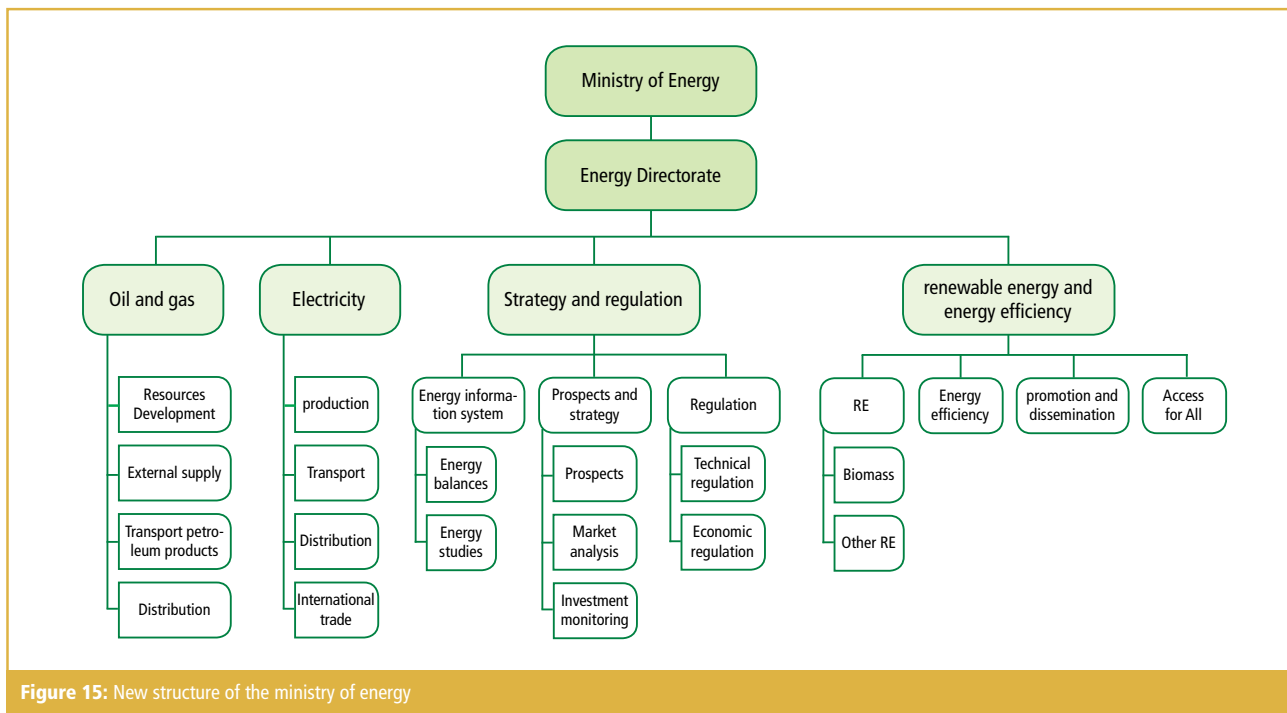 Ministry of Energy
Energy Directorate
Oil and gas
Electricity
Strategy and regulation
renewable energy and
energy efficiency
Resources
Development
External supply
Transport petro-
leum products
Distribution
production
Transport
Distribution
International
trade
Energy informa-
tion system
Energy
balances
Energy
studies
Prospects and
strategy
Prospects
Market
analysis
Investment
monitoring
Regulation
Technical
regulation
Economic
regulation
RE
Biomass
Other RE
Energy
efficiency
promotion and
dissemination
Access
for All
Figure 15: New structure of the ministry of energy